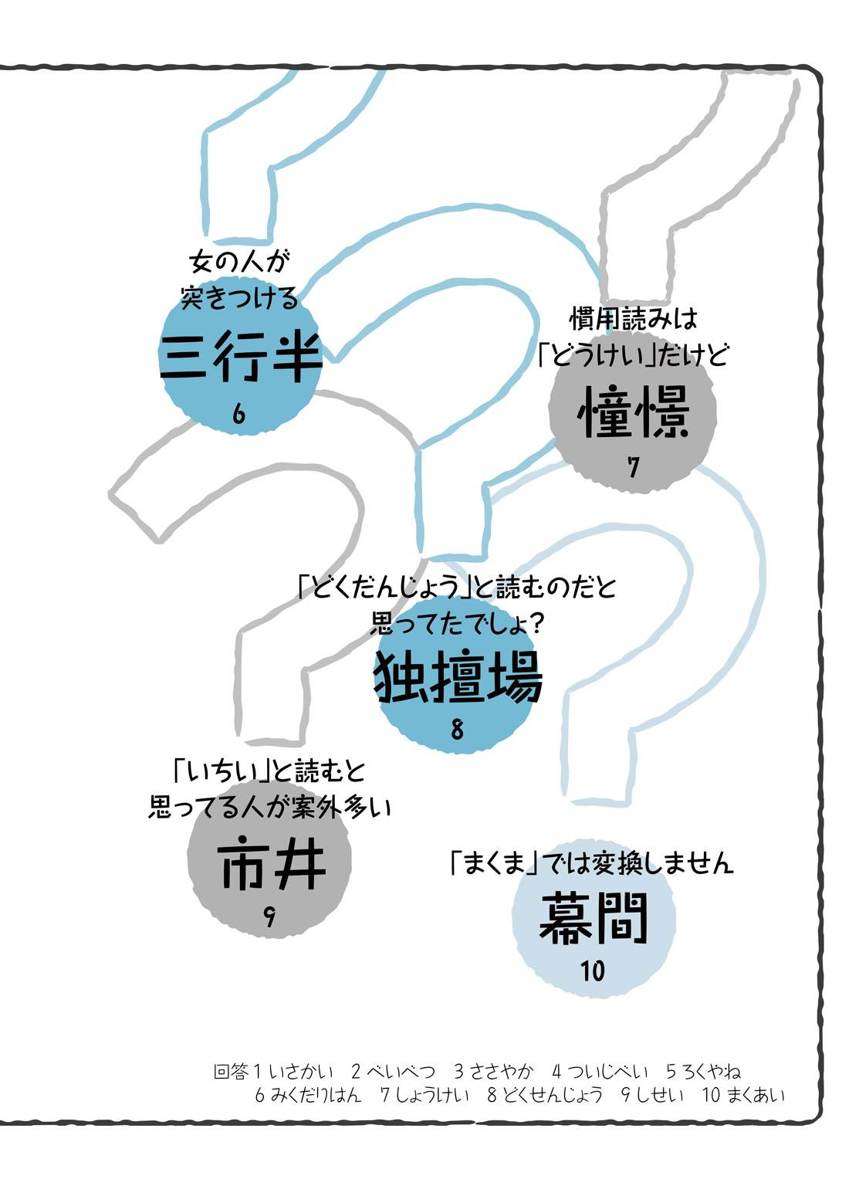 女の人が
突きつける
三行半
6
慣用読みは
「どうけい」だけど
憧憬
7
「どくだんじょう」と読むのだと
思ってたでしょ?
独擅場
8
「いちい」と読むと
思ってる人が案外多い
市井
9
「まくま」では変換しません
幕間
10
回答 1 いさかい 2 べいべつ 3 ささやか 4 ついじべい 5 ろくやね
6 みくだりはん 7 しょうけい 8 どくせんじょう 9 しせい 10 まくあい